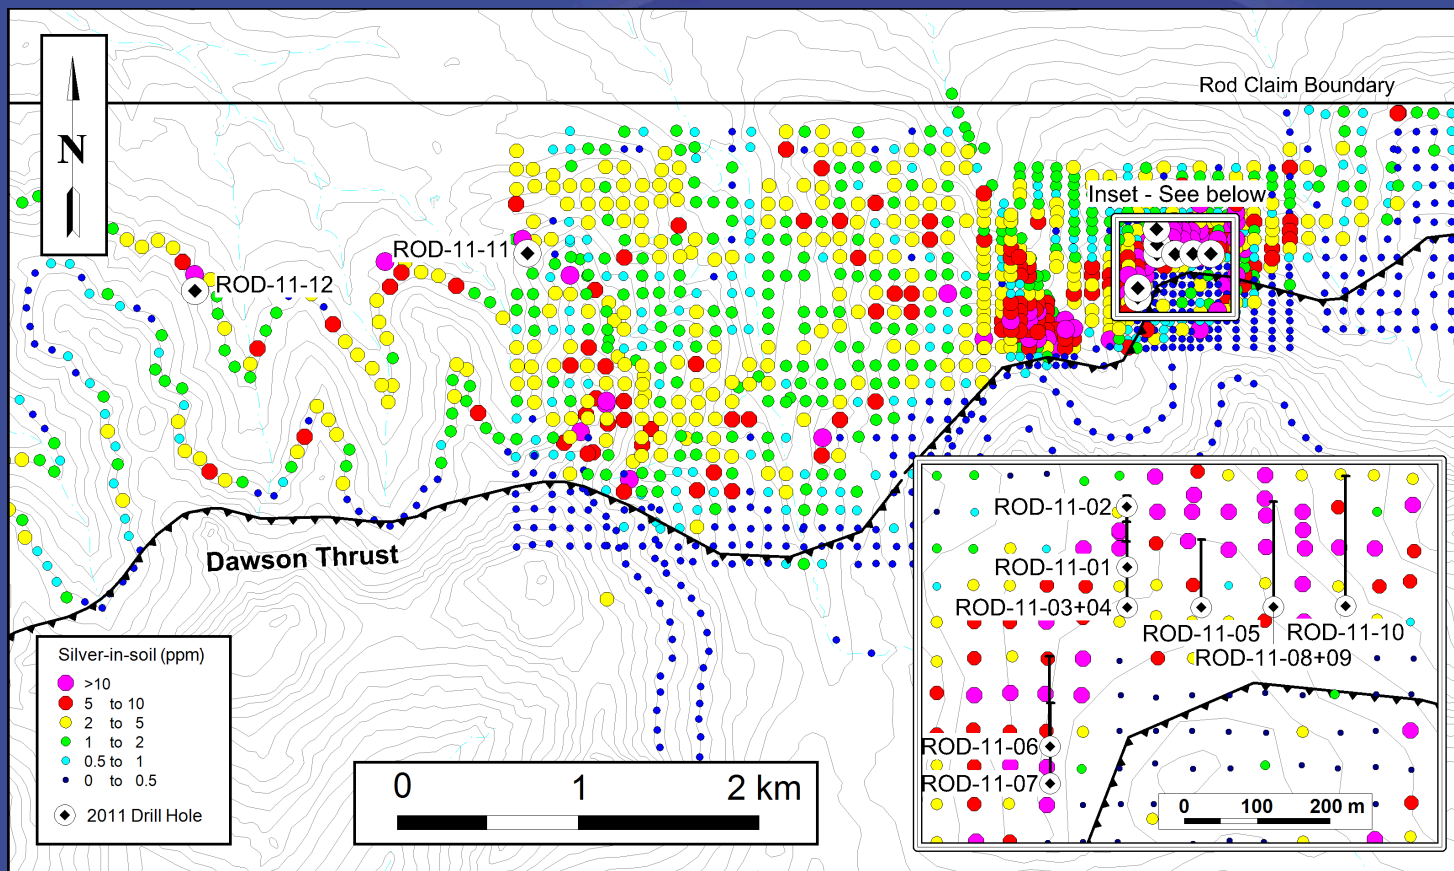 Rod Claim Boundary
N
Inset - See below
ROD-11-11
ROD-11-12
Dawson Thrust
Silver-in-soil (ppm)
>10
5 to 10
2 to 5
1 to 2
0.5 to 1
0 to 0.5
2011 Drill Hole
0 1 2 km
ROD-11-02
ROD-11-01
ROD-11-03+04
ROD-11-05 ROD-11-10
ROD-11-08+09
ROD-11-06
ROD-11-07
0 100 200 m